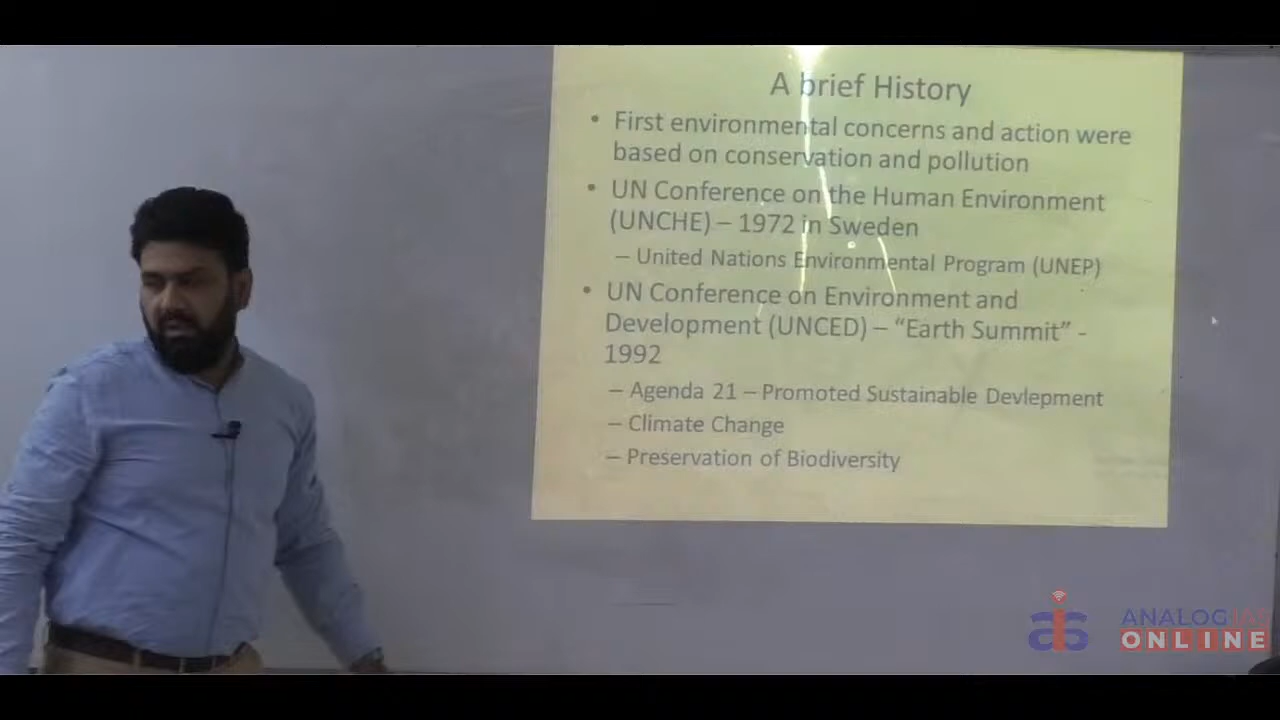 A brief History
• First environmental concerns and action were
based on conservation and pollution
• UN Conference on the Human Environment
(UNCHE) – 1972 in Sweden
– United Nations Environmental Program (UNEP)
• UN Conference on Environment and
Development (UNCED) – “Earth Summit” -
1992
– Agenda 21 – Promoted Sustainable Devlepment
– Climate Change
– Preservation of Biodiversity
ANALOG IAS
ONLINE